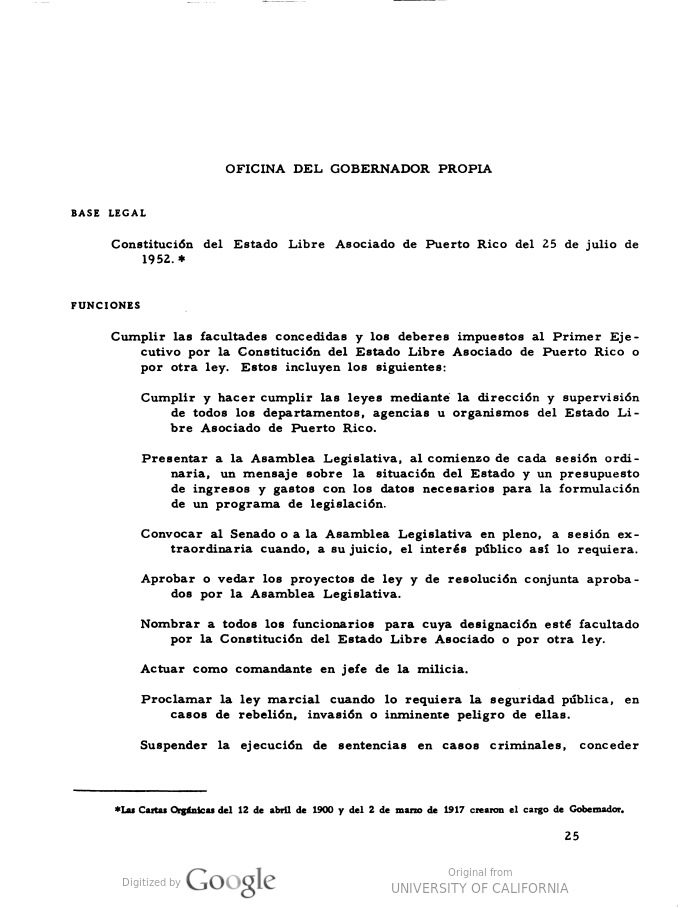 OFICINA DEL GOBERNADOR PROPIA
BASE LEGAL
Constitución del Estado Libre Asociado de Puerto Rico del 25 de julio de
1952.*
FUNCIONES
Cumplir las facultades concedidas y los deberes impuestos al Primer Eje-
cutivo por la Constitución del Estado Libre Asociado de Puerto Rico o
por otra ley. Estos incluyen los siguientes:
Cumplir y hacer cumplir las leyes mediante la dirección y supervisión
de todos los departamentos, agencias u organismos del Estado Li-
bre Asociado de Puerto Rico.
Presentar a la Asamblea Legislativa, al comienzo de cada sesión ordi-
naria, un mensaje sobre la situación del Estado y un presupuesto
de ingresos y gastos con los datos necesarios para la formulación
de un programa de legislación.
Convocar al Senado o a la Asamblea Legislativa en pleno, a sesión ex-
traordinaria cuando, a su juicio, el interés público así lo requiera.
Aprobar o vedar los proyectos de ley y de resolución conjunta aproba-
dos por la Asamblea Legislativa.
Nombrar a todos los funcionarios para cuya designación esté facultado
por la Constitución del Estado Libre Asociado o por otra ley.
Actuar como comandante en jefe de la milicia.
Proclamar la ley marcial cuando lo requiera la seguridad pública, en
casos de rebelión, invasión o inminente peligro de ellas.
Suspender la ejecución de sentencias en casos criminales, conceder
*Las Cartas Orgánicas del 12 de abril de 1900 y del 2 de marzo de 1917 crearon el cargo de Gobernador.
25
Digitized by Google
Original from
UNIVERSITY OF CALIFORNIA